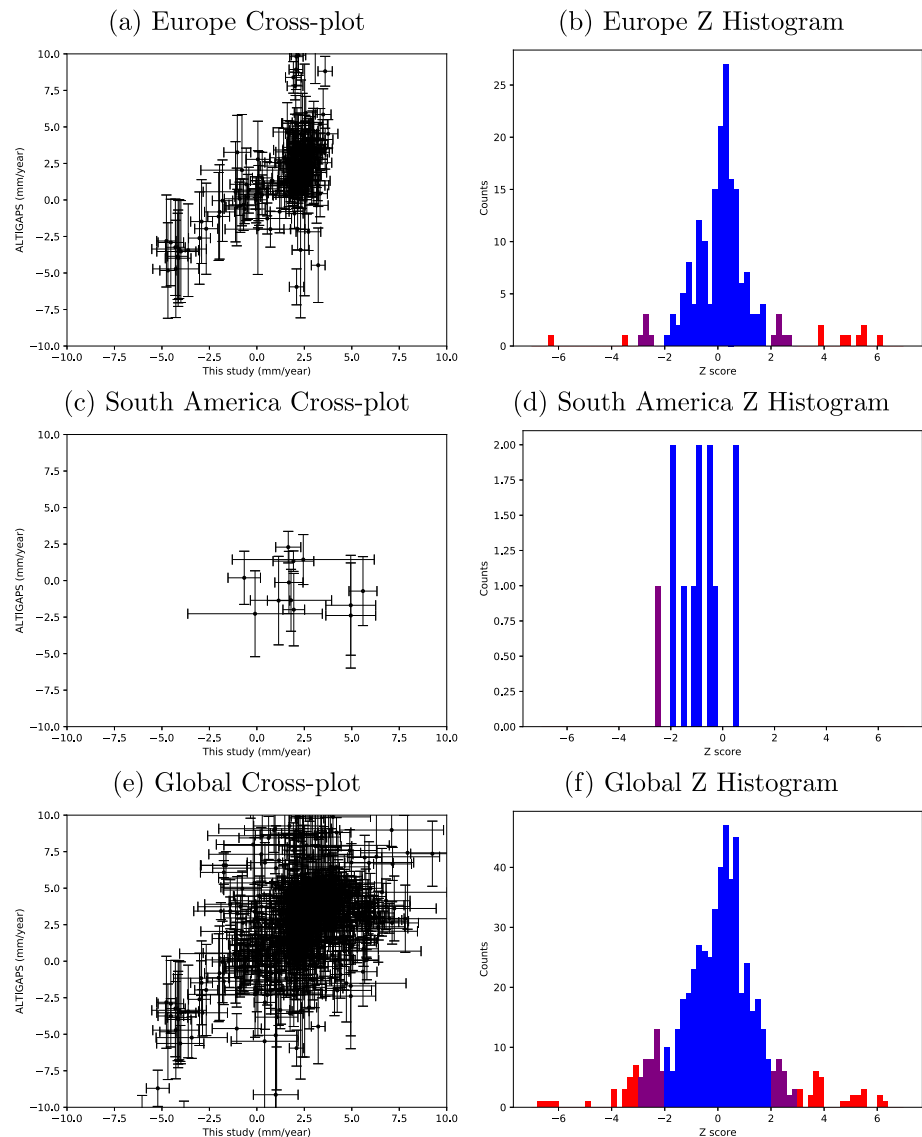 (a) Europe Cross-plot
10.0
7.5
5.0
2.5
0.0
−2.5
−5.0
−7.5
−10.0
ALTIGAPS (mm/year)
−10.0 −7.5 −5.0 −2.5 0.0 2.5 5.0 7.5 10.0
This study (mm/year)
(b) Europe Z Histogram
25
20
15
10
5
0
Counts
−6 −4 −2 0 2 4 6
Z score
(c) South America Cross-plot
10.0
7.5
5.0
2.5
0.0
−2.5
−5.0
−7.5
−10.0
ALTIGAPS (mm/year)
−10.0 −7.5 −5.0 −2.5 0.0 2.5 5.0 7.5 10.0
This study (mm/year)
(d) South America Z Histogram
2.00
1.75
1.50
1.25
1.00
0.75
0.50
0.25
0.00
Counts
−6 −4 −2 0 2 4 6
Z score
(e) Global Cross-plot
10.0
7.5
5.0
2.5
0.0
−2.5
−5.0
−7.5
−10.0
ALTIGAPS (mm/year)
−10.0 −7.5 −5.0 −2.5 0.0 2.5 5.0 7.5 10.0
This study (mm/year)
(f) Global Z Histogram
40
30
20
10
0
Counts
−6 −4 −2 0 2 4 6
Z score